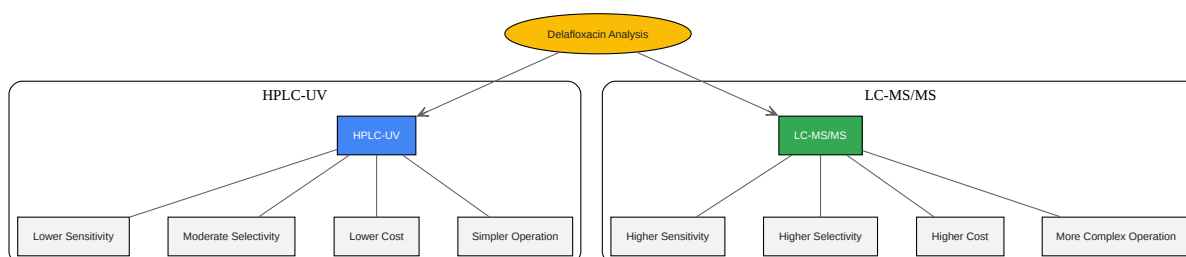 Delafloxacin Analysis
HPLC-UV
LC-MS/MS
HPLC-UV
LC-MS/MS
Lower Sensitivity
Moderate Selectivity
Lower Cost
Simpler Operation
Higher Sensitivity
Higher Selectivity
Higher Cost
More Complex Operation